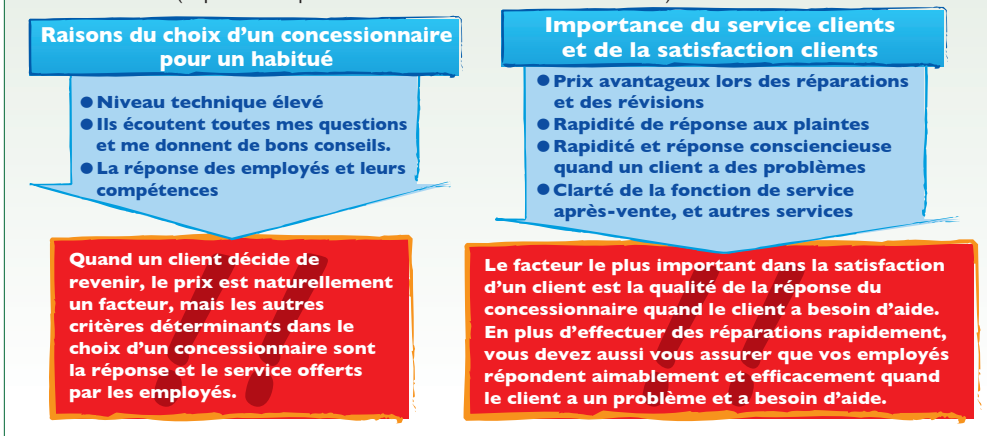 Raisons du choix d'un concessionnaire
pour un habitué
● Niveau technique élevé
● Ils écoutent toutes mes questions
et me donnent de bons conseils.
● La réponse des employés et leurs
compétences
Quand un client décide de
revenir, le prix est naturellement
un facteur, mais les autres
critères déterminants dans le
choix d'un concessionnaire sont
la réponse et le service offerts
par les employés.
Importance du service clients
et de la satisfaction clients
● Prix avantageux lors des réparations
et des révisions
● Rapidité de réponse aux plaintes
● Rapidité et réponse consciencieuse
quand un client a des problèmes
● Clarté de la fonction de service
après-vente, et autres services
Le facteur le plus important dans la satisfaction
d'un client est la qualité de la réponse du
concessionnaire quand le client a besoin d'aide.
En plus d'effectuer des réparations rapidement,
vous devez aussi vous assurer que vos employés
répondent aimablement et efficacement quand
le client a un problème et a besoin d'aide.